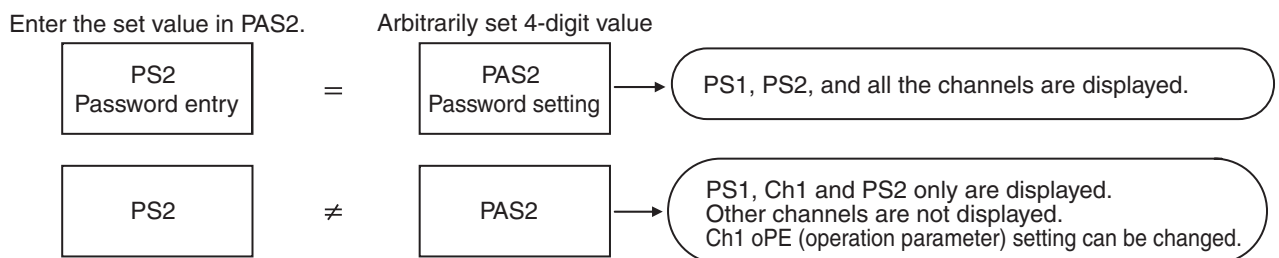 Enter the set value in PAS2.
Arbitrarily set 4-digit value
PS2
Password entry
=
PAS2
Password setting
PS1, PS2, and all the channels are displayed.
PS2
≠
PAS2
PS1, Ch1 and PS2 only are displayed.
Other channels are not displayed.
Ch1 oPE (operation parameter) setting can be changed.